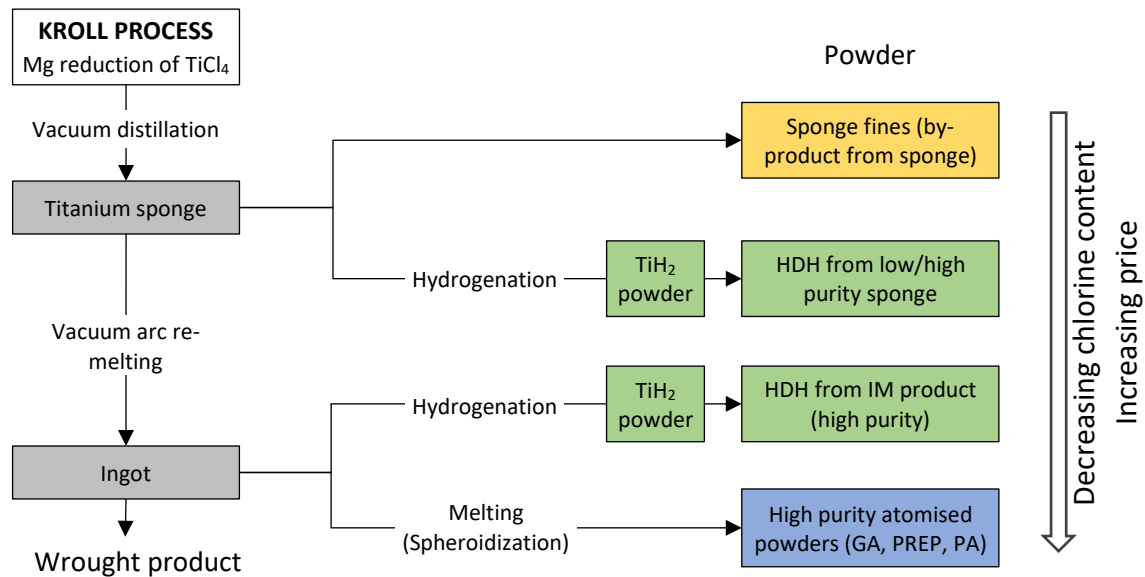 KROLL PROCESS
Mg reduction of TiCl₄
Powder
Vacuum distillation
Sponge fines (by-
product from sponge)
Titanium sponge
Hydrogenation
TiH₂
powder
HDH from low/high
purity sponge
Vacuum arc re-
melting
Hydrogenation
TiH₂
powder
HDH from IM product
(high purity)
Ingot
Melting
(Spheroidization)
High purity atomised
powders (GA, PREP, PA)
Wrought product
Decreasing chlorine content
Increasing price